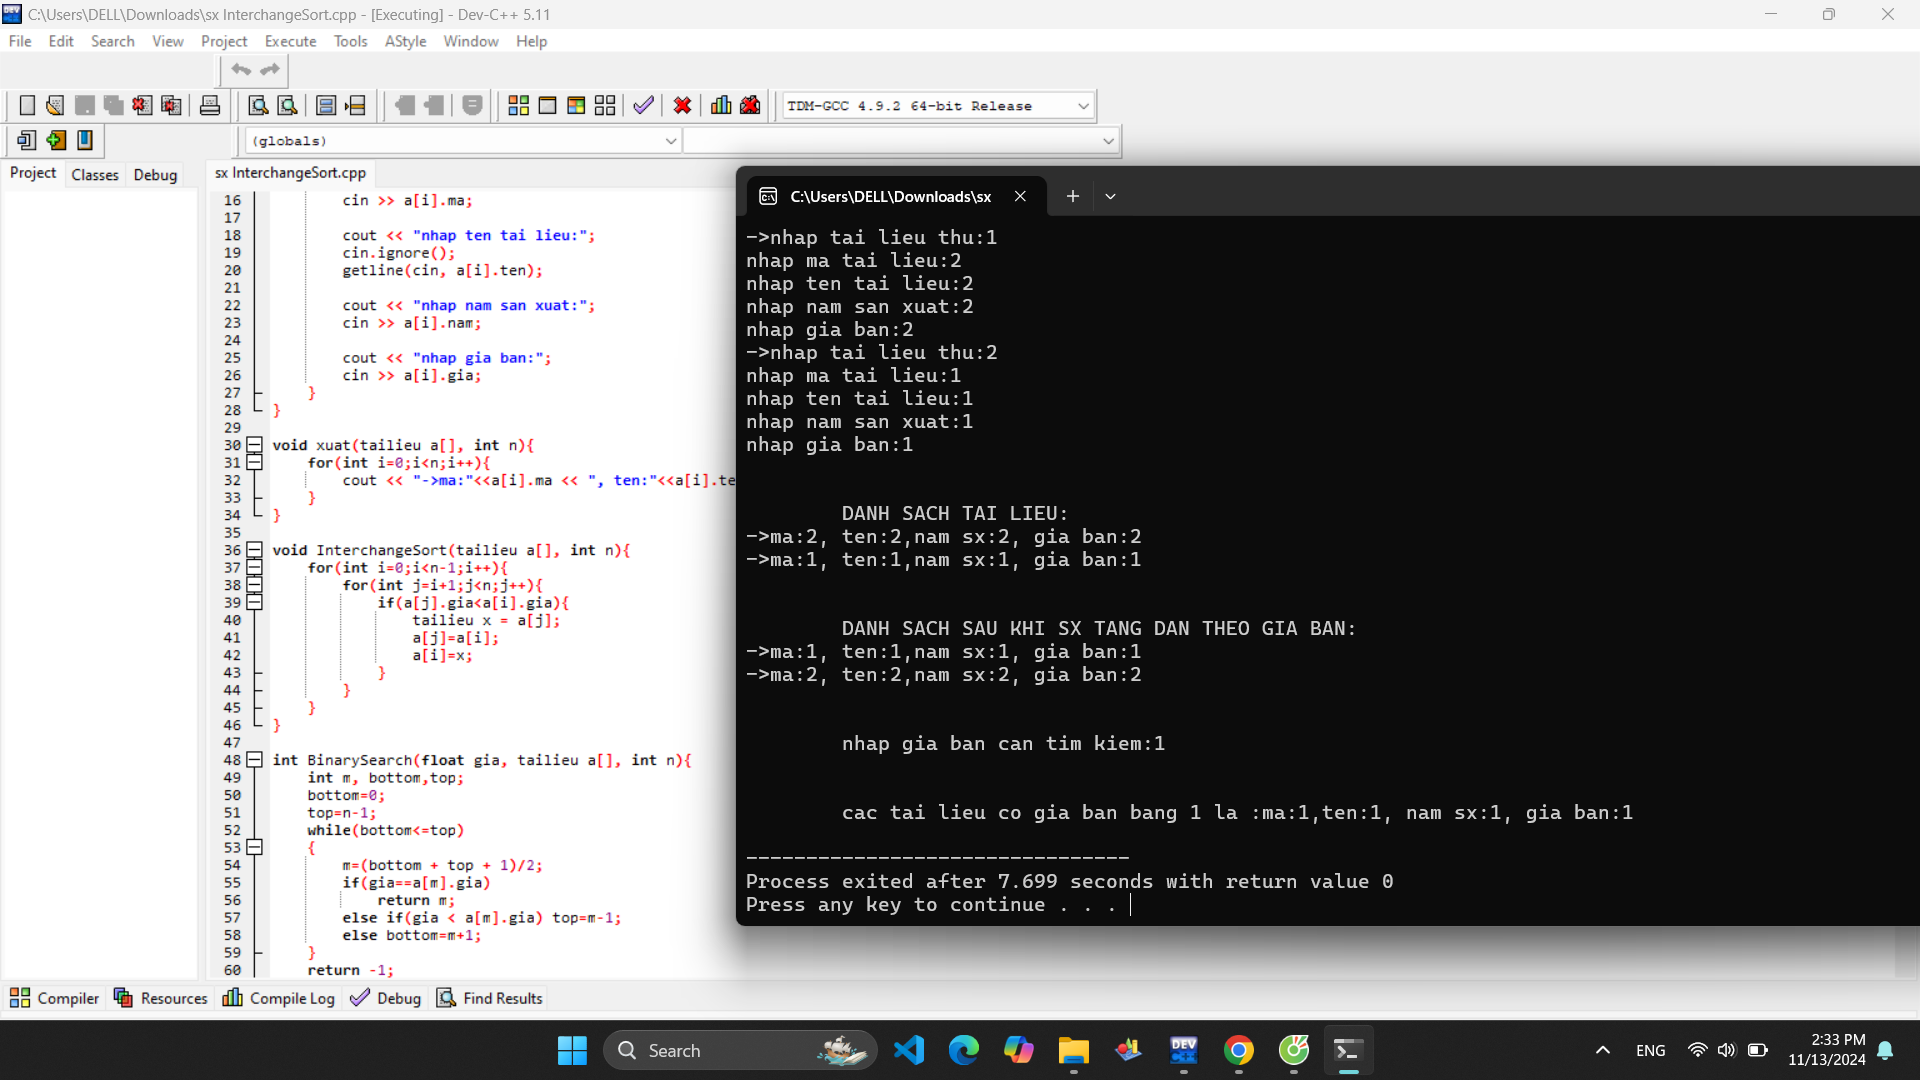 C:\Users\DELL\Downloads\sx InterchangeSort.cpp - [Executing] - Dev-C++ 5.11
File Edit Search View Project Execute Tools AStyle Window Help
TDM-GCC 4.9.2 64-bit Release
(globals)
Project Classes Debug
sx InterchangeSort.cpp
16 cin >> a[i].ma;
17
18 cout << "nhap ten tai lieu:";
19 cin.ignore();
20 getline(cin, a[i].ten);
21
22 cout << "nhap nam san xuat:";
23 cin >> a[i].nam;
24
25 cout << "nhap gia ban:";
26 cin >> a[i].gia;
27 }
28 }
29
30 void xuat(tailieu a[], int n){
31 for(int i=0;i<n;i++){
32 cout << "->ma:"<<a[i].ma << ", ten:"<<a[i].te
33 }
34 }
35
36 void InterchangeSort(tailieu a[], int n){
37 for(int i=0;i<n-1;i++){
38 for(int j=i+1;j<n;j++){
39 if(a[j].gia<a[i].gia){
40 tailieu x = a[j];
41 a[j]=a[i];
42 a[i]=x;
43 }
44 }
45 }
46 }
47
48 int BinarySearch(float gia, tailieu a[], int n){
49 int m, bottom,top;
50 bottom=0;
51 top=n-1;
52 while(bottom<=top)
53 {
54 m=(bottom + top + 1)/2;
55 if(gia==a[m].gia)
56 return m;
57 else if(gia < a[m].gia) top=m-1;
58 else bottom=m+1;
59 }
60 return -1;
C:\Users\DELL\Downloads\sx
->nhap tai lieu thu:1
nhap ma tai lieu:2
nhap ten tai lieu:2
nhap nam san xuat:2
nhap gia ban:2
->nhap tai lieu thu:2
nhap ma tai lieu:1
nhap ten tai lieu:1
nhap nam san xuat:1
nhap gia ban:1
DANH SACH TAI LIEU:
->ma:2, ten:2,nam sx:2, gia ban:2
->ma:1, ten:1,nam sx:1, gia ban:1
DANH SACH SAU KHI SX TANG DAN THEO GIA BAN:
->ma:1, ten:1,nam sx:1, gia ban:1
->ma:2, ten:2,nam sx:2, gia ban:2
nhap gia ban can tim kiem:1
cac tai lieu co gia ban bang 1 la :ma:1,ten:1, nam sx:1, gia ban:1
--------------------------------
Process exited after 7.699 seconds with return value 0
Press any key to continue . . .
Compiler Resources Compile Log Debug Find Results
Search
DEV
ENG
2:33 PM
11/13/2024